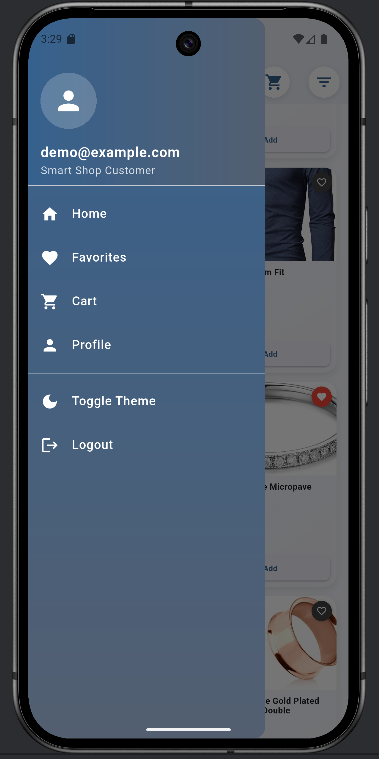 3:29
demo@example.com
Smart Shop Customer
Add
Home
m Fit
Favorites
Cart
Profile
Add
Toggle Theme
Logout
e Micropave
Add
e Gold Plated
Double